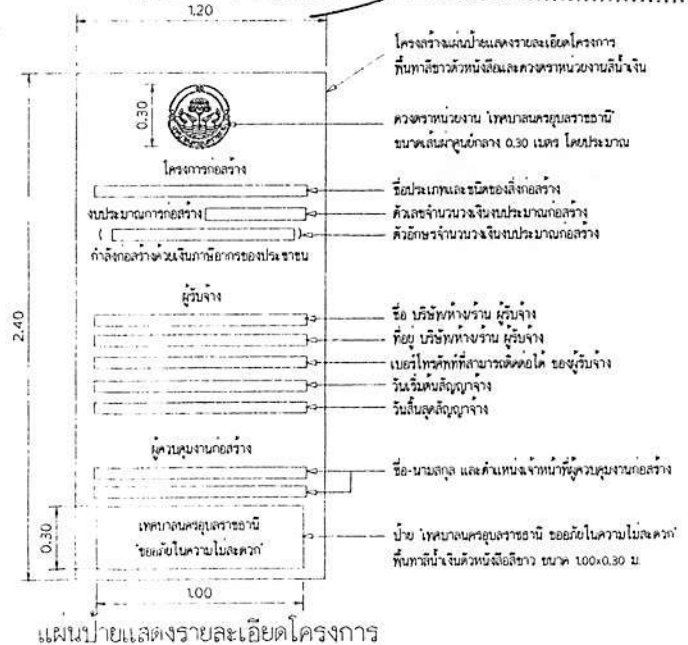 1.20
โครงสร้างแผ่นป้ายแสดงรายละเอียดโครงการ
พื้นทาสีขาวตัวหนังสือและดวงตราหน่วยงานสีน้ำเงิน
0.30
ดวงตราหน่วยงาน "เทศบาลนครอุบลราชธานี"
ขนาดเส้นผ่าศูนย์กลาง 0.30 เมตร โดยประมาณ
โครงการก่อสร้าง
ชื่อประเภทและชนิดของสิ่งก่อสร้าง
งบประมาณการก่อสร้าง
ตัวเลขจำนวนวงเงินงบประมาณก่อสร้าง
( )
ตัวอักษรจำนวนวงเงินงบประมาณก่อสร้าง
กำลังก่อสร้างด้วยเงินภาษีอากรของประชาชน
2.40
ผู้รับจ้าง
ชื่อ บริษัท/ห้าง/ร้าน ผู้รับจ้าง
ที่อยู่ บริษัท/ห้าง/ร้าน ผู้รับจ้าง
เบอร์โทรศัพท์ที่สามารถติดต่อได้ ของผู้รับจ้าง
วันเริ่มต้นสัญญาจ้าง
วันสิ้นสุดสัญญาจ้าง
ผู้ควบคุมงานก่อสร้าง
ชื่อ-นามสกุล และตำแหน่งเจ้าหน้าที่ผู้ควบคุมงานก่อสร้าง
0.30
เทศบาลนครอุบลราชธานี
"ขออภัยในความไม่สะดวก"
ป้าย "เทศบาลนครอุบลราชธานี ขออภัยในความไม่สะดวก"
พื้นทาสีน้ำเงินตัวหนังสือสีขาว ขนาด 1.00x0.30 ม.
1.00
แผ่นป้ายแสดงรายละเอียดโครงการ